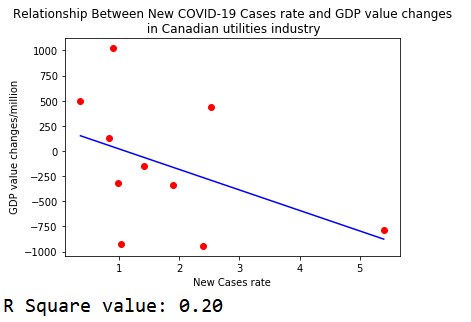 Relationship Between New COVID-19 Cases rate and GDP value changes
in Canadian utilities industry
1000
750
500
250
0
−250
−500
−750
−1000
GDP value changes/million
1 2 3 4 5
New Cases rate
R Square value: 0.20